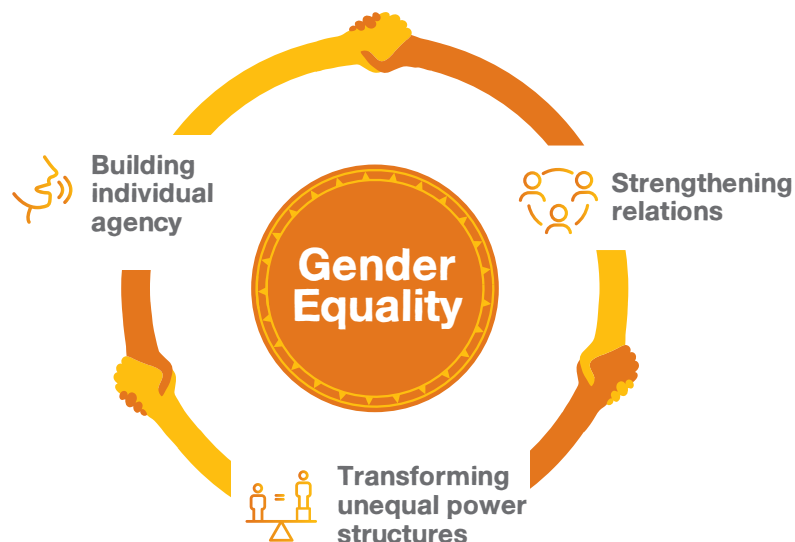 Building
individual
agency
Strengthening
relations
Gender
Equality
=
Transforming
unequal power
structures